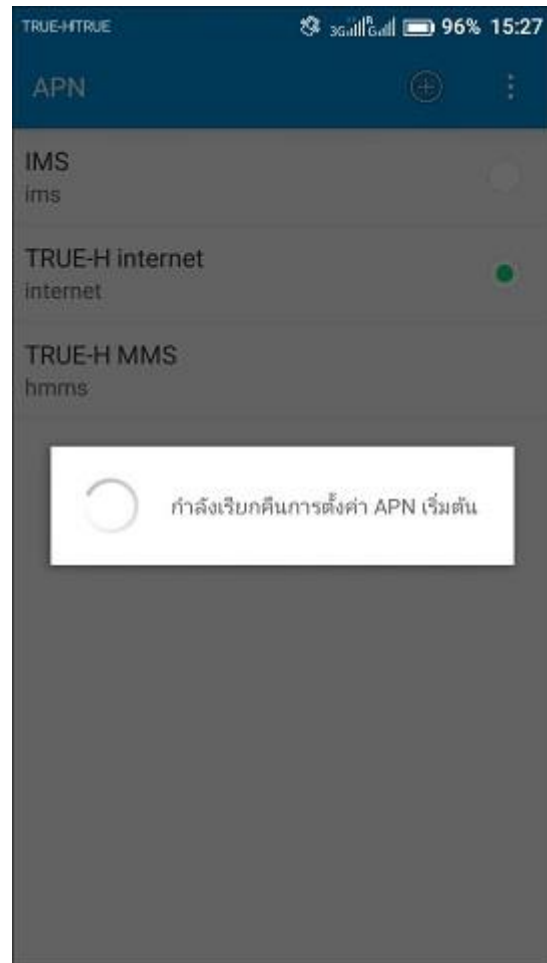 TRUE-HTRUE 3G R G 96% 15:27
APN
IMS
ims
TRUE-H internet
internet
TRUE-H MMS
hmms
กำลังเรียกคืนการตั้งค่า APN เริ่มต้น